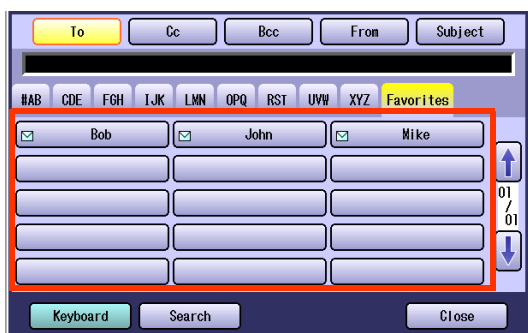 To Cc Bcc From Subject
#AB CDE FGH IJK LMN OPQ RST UVW XYZ Favorites
Bob John Mike
01
/
01
Keyboard Search Close